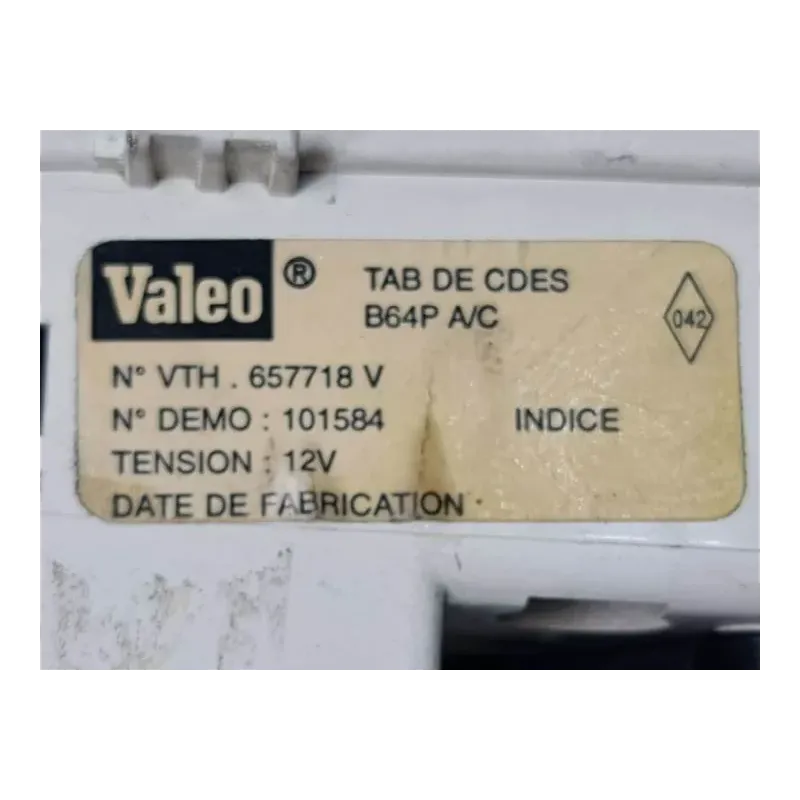 Valeo ® TAB DE CDES
B64P A/C
042
N° VTH . 657718 V
N° DEMO : 101584 INDICE
TENSION : 12V
DATE DE FABRICATION